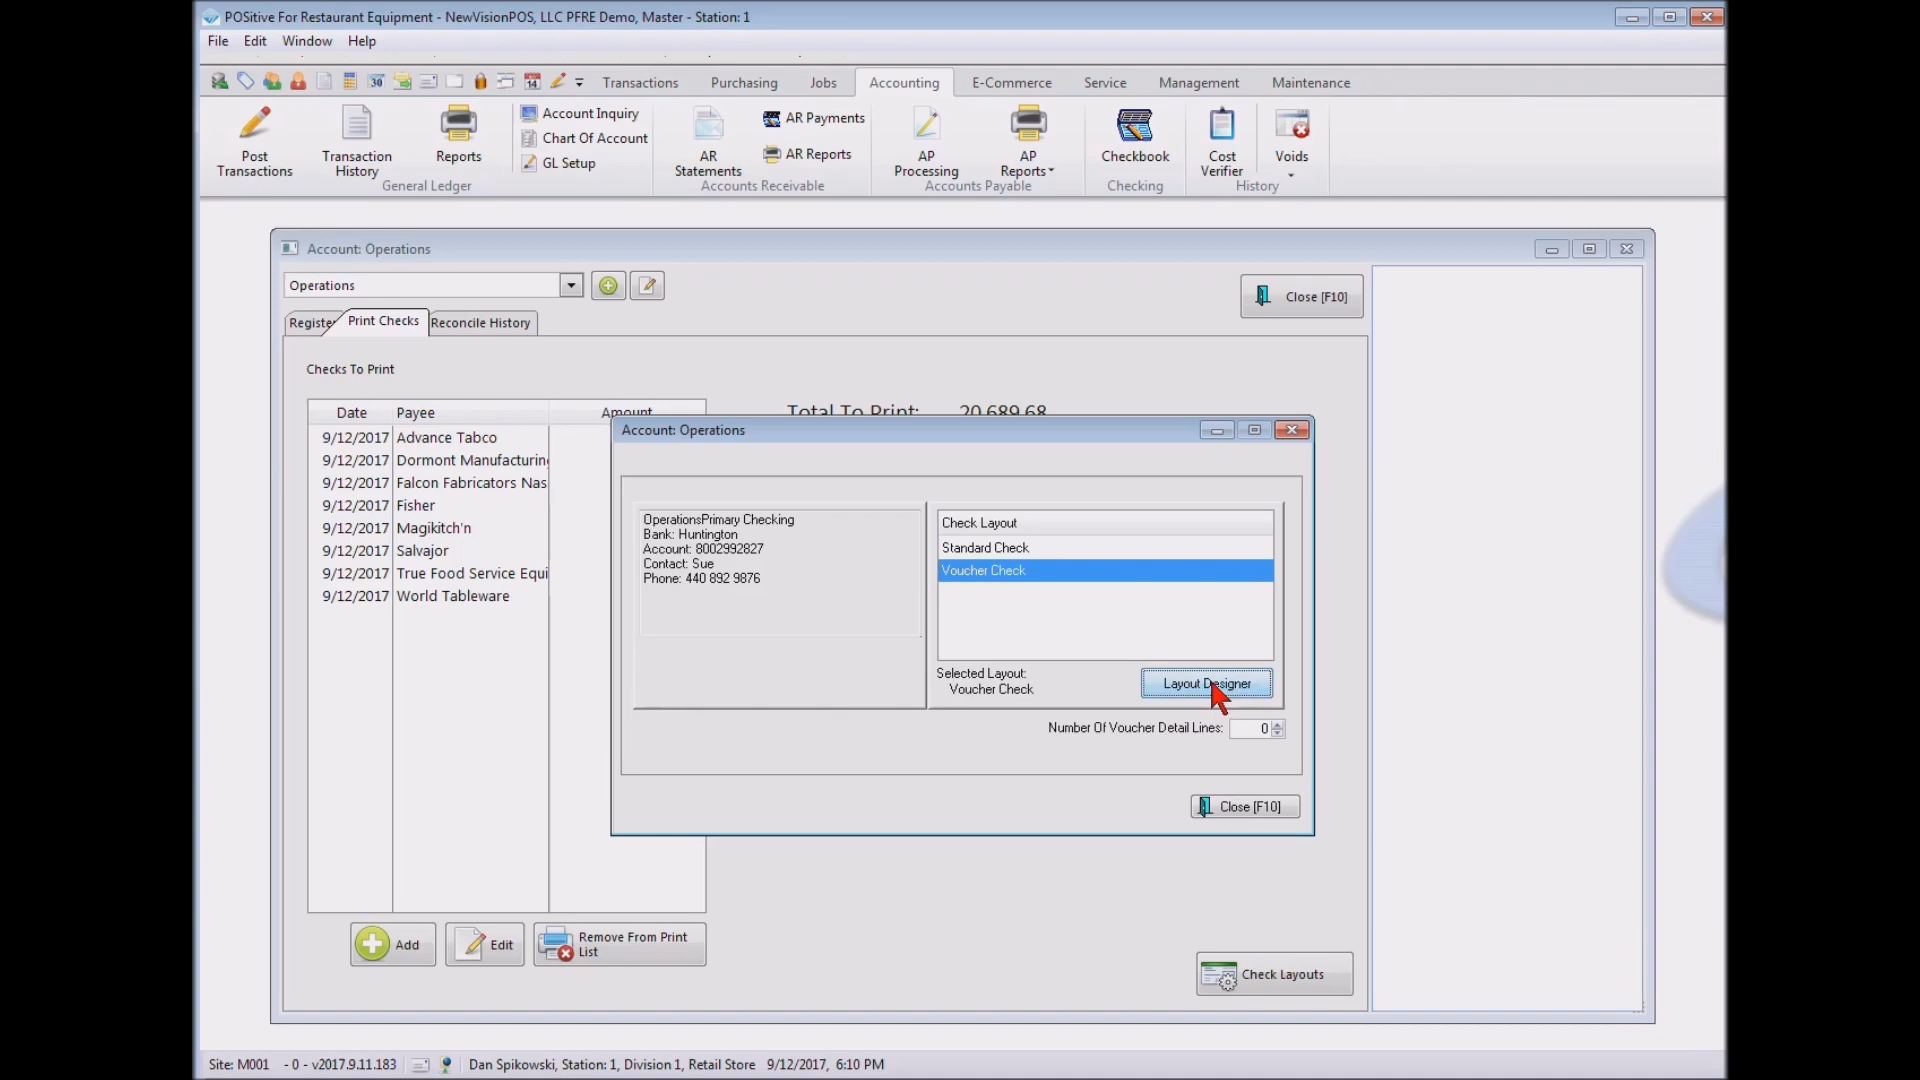 POSitive For Restaurant Equipment - NewVisionPOS, LLC PFRE Demo, Master - Station: 1
File Edit Window Help
30 14 Transactions Purchasing Jobs Accounting E-Commerce Service Management Maintenance
Post Transactions
Transaction History
Reports
Account Inquiry
Chart Of Account
GL Setup
General Ledger
AR Statements
AR Payments
AR Reports
Accounts Receivable
AP Processing
AP Reports
Accounts Payable
Checkbook
Checking
Cost Verifier
Voids
History
Account: Operations
Operations
Close [F10]
Register Print Checks Reconcile History
Checks To Print
Date Payee Amount
Total To Print: 20,689.68
9/12/2017 Advance Tabco
9/12/2017 Dormont Manufacturing
9/12/2017 Falcon Fabricators Nas
9/12/2017 Fisher
9/12/2017 Magikitch'n
9/12/2017 Salvajor
9/12/2017 True Food Service Equi
9/12/2017 World Tableware
Account: Operations
OperationsPrimary Checking
Bank: Huntington
Account: 8002992827
Contact: Sue
Phone: 440 892 9876
Check Layout
Standard Check
Voucher Check
Selected Layout:
Voucher Check
Layout Designer
Number Of Voucher Detail Lines: 0
Close [F10]
Add
Edit
Remove From Print
List
Check Layouts
Site: M001 - 0 - v2017.9.11.183 Dan Spikowski, Station: 1, Division 1, Retail Store 9/12/2017, 6:10 PM